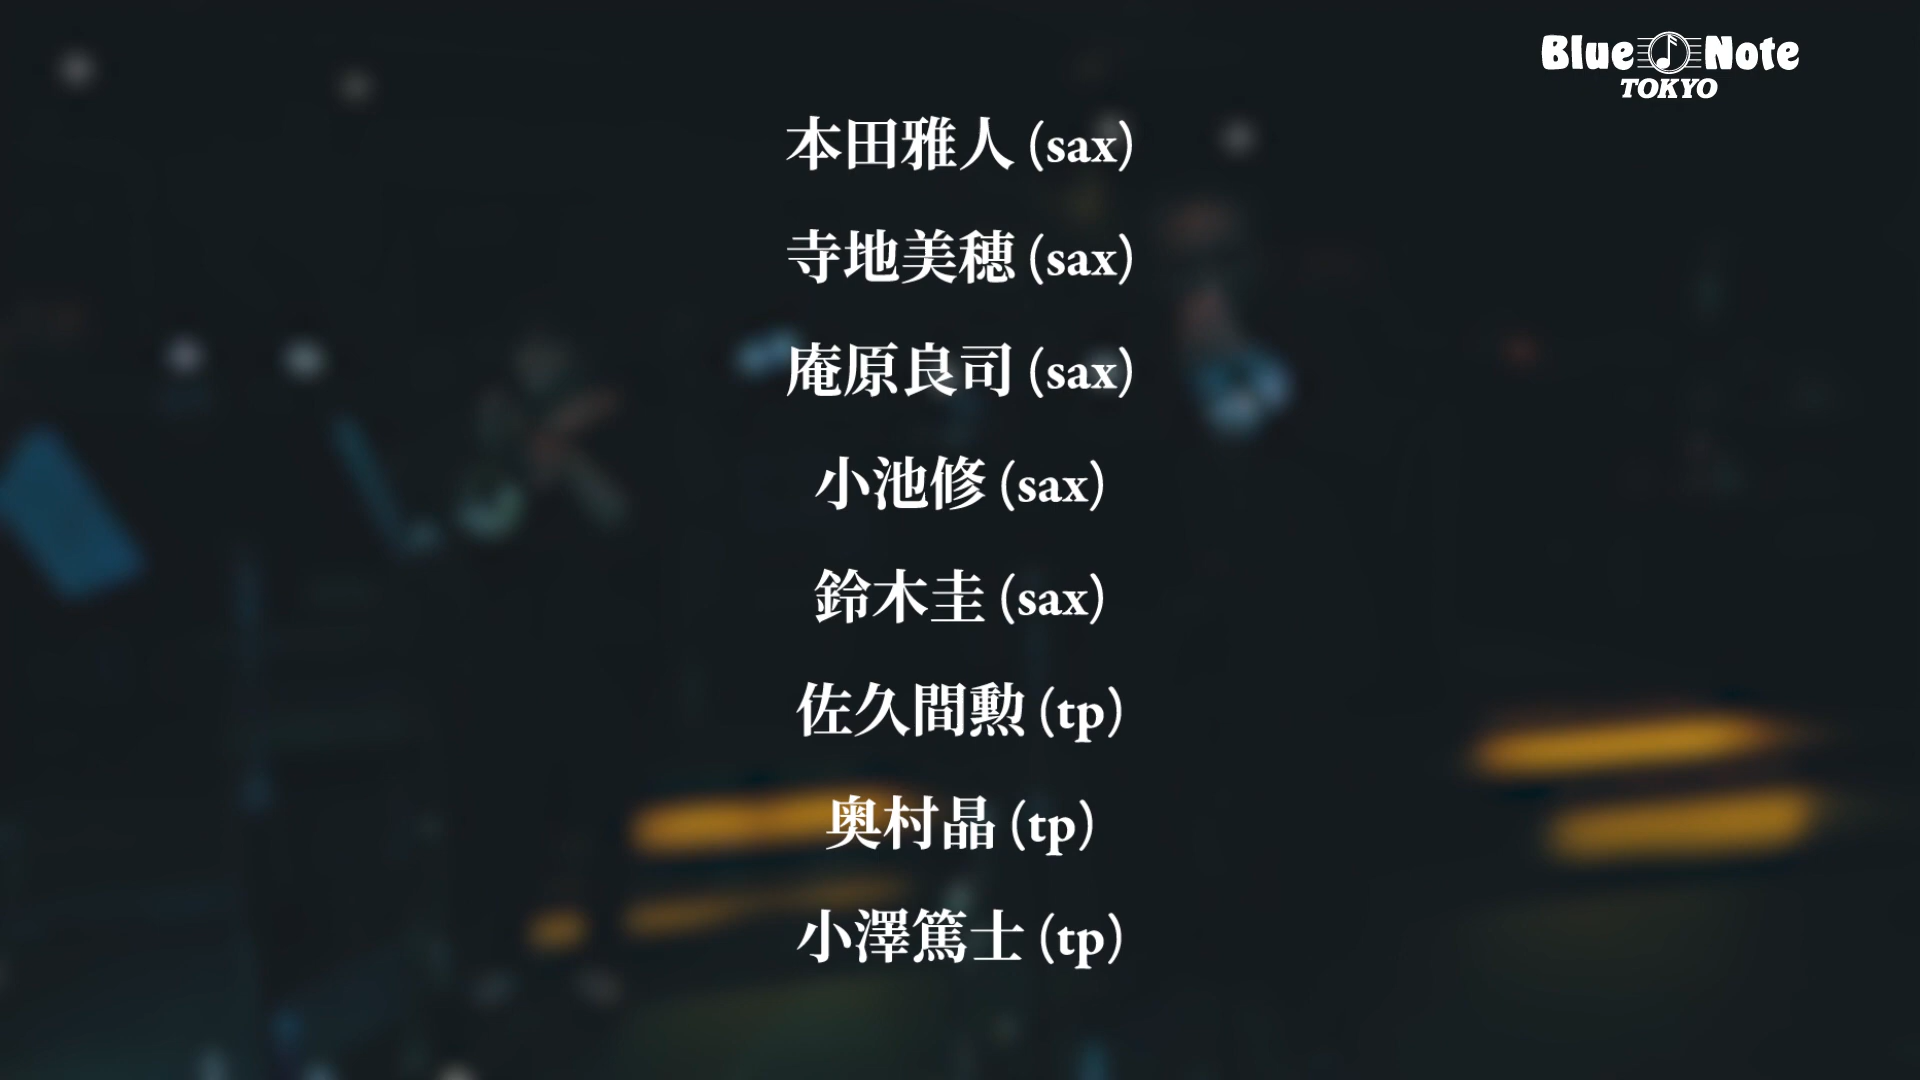 Blue Note
TOKYO
本田雅人 (sax)
寺地美穂 (sax)
庵原良司 (sax)
小池修 (sax)
鈴木圭 (sax)
佐久間勲 (tp)
奥村晶 (tp)
小澤篤士 (tp)